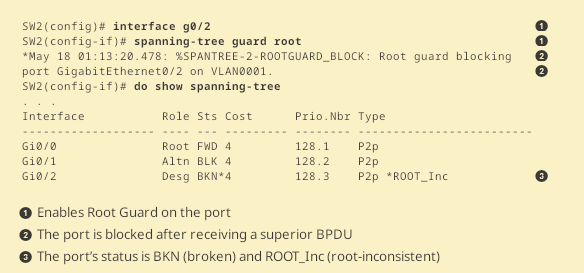 SW2(config)# interface g0/2 1
SW2(config-if)# spanning-tree guard root 1
*May 18 01:13:20.478: %SPANTREE-2-ROOTGUARD_BLOCK: Root guard blocking 2
port GigabitEthernet0/2 on VLAN0001. 2
SW2(config-if)# do show spanning-tree
. . .
Interface Role Sts Cost Prio.Nbr Type
------------------- ---- --- --------- -------- -------------------------
Gi0/0 Root FWD 4 128.1 P2p
Gi0/1 Altn BLK 4 128.2 P2p
Gi0/2 Desg BKN*4 128.3 P2p *ROOT_Inc 3
1 Enables Root Guard on the port
2 The port is blocked after receiving a superior BPDU
3 The port's status is BKN (broken) and ROOT_Inc (root-inconsistent)